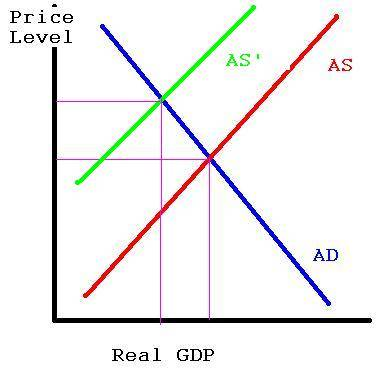 Price
Level
AS'
AS
AD
Real GDP